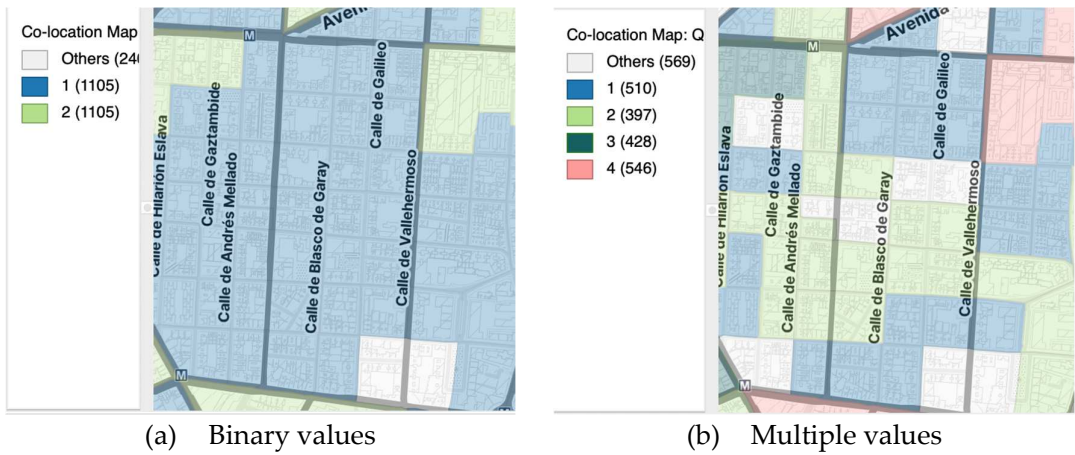 Co-location Map
Others (246
1 (1105)
2 (1105)
Avenida
M
Calle de Galileo
Calle de Hilarión Eslava
Calle de Gaztambide
Calle de Andrés Mellado
Calle de Blasco de Garay
Calle de Vallehermoso
M
M
(a) Binary values
Co-location Map: Q
Others (569)
1 (510)
2 (397)
3 (428)
4 (546)
Avenida
M
Calle de Galileo
Calle de Hilarión Eslava
Calle de Gaztambide
Calle de Andrés Mellado
Calle de Blasco de Garay
Calle de Vallehermoso
M
(b) Multiple values